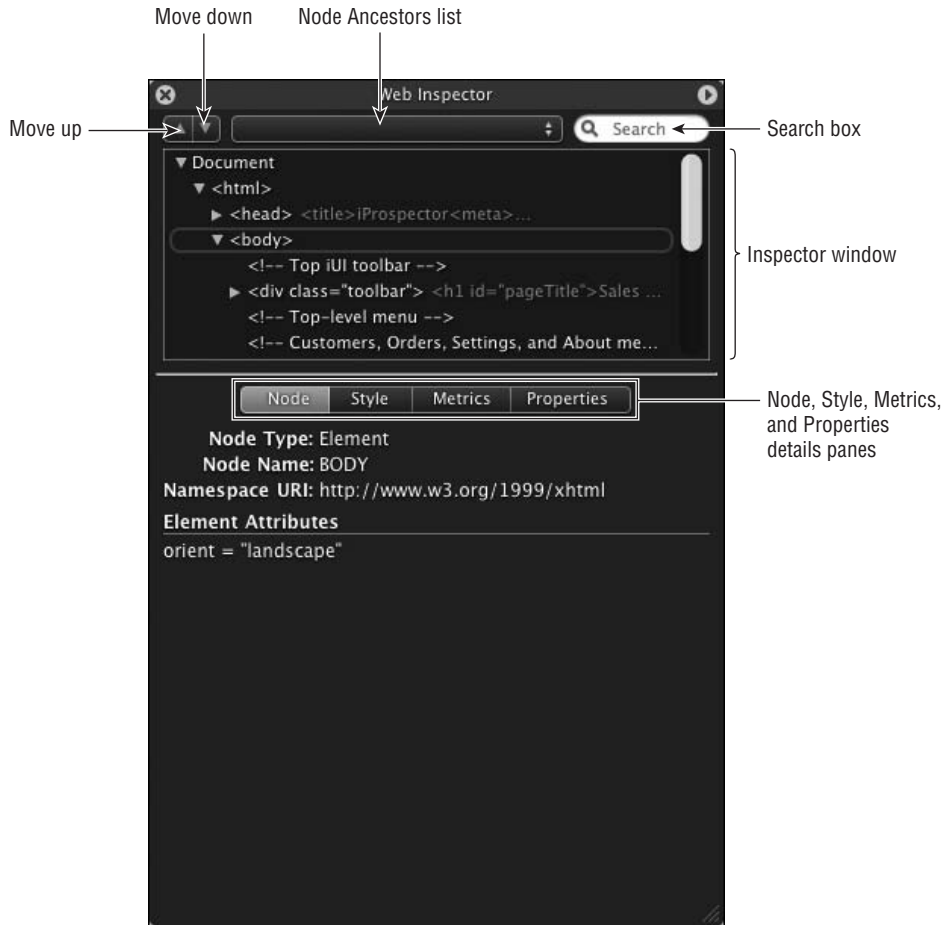 Move down
Node Ancestors list
Web Inspector
Move up
Search
Search box
Document
<html>
<head> <title>iProspector<meta>...
<body>
<!-- Top iUI toolbar -->
<div class="toolbar"> <h1 id="pageTitle">Sales ...
<!-- Top-level menu -->
<!-- Customers, Orders, Settings, and About me...
Inspector window
Node Style Metrics Properties
Node, Style, Metrics,
and Properties
details panes
Node Type: Element
Node Name: BODY
Namespace URI: http://www.w3.org/1999/xhtml
Element Attributes
orient = "landscape"